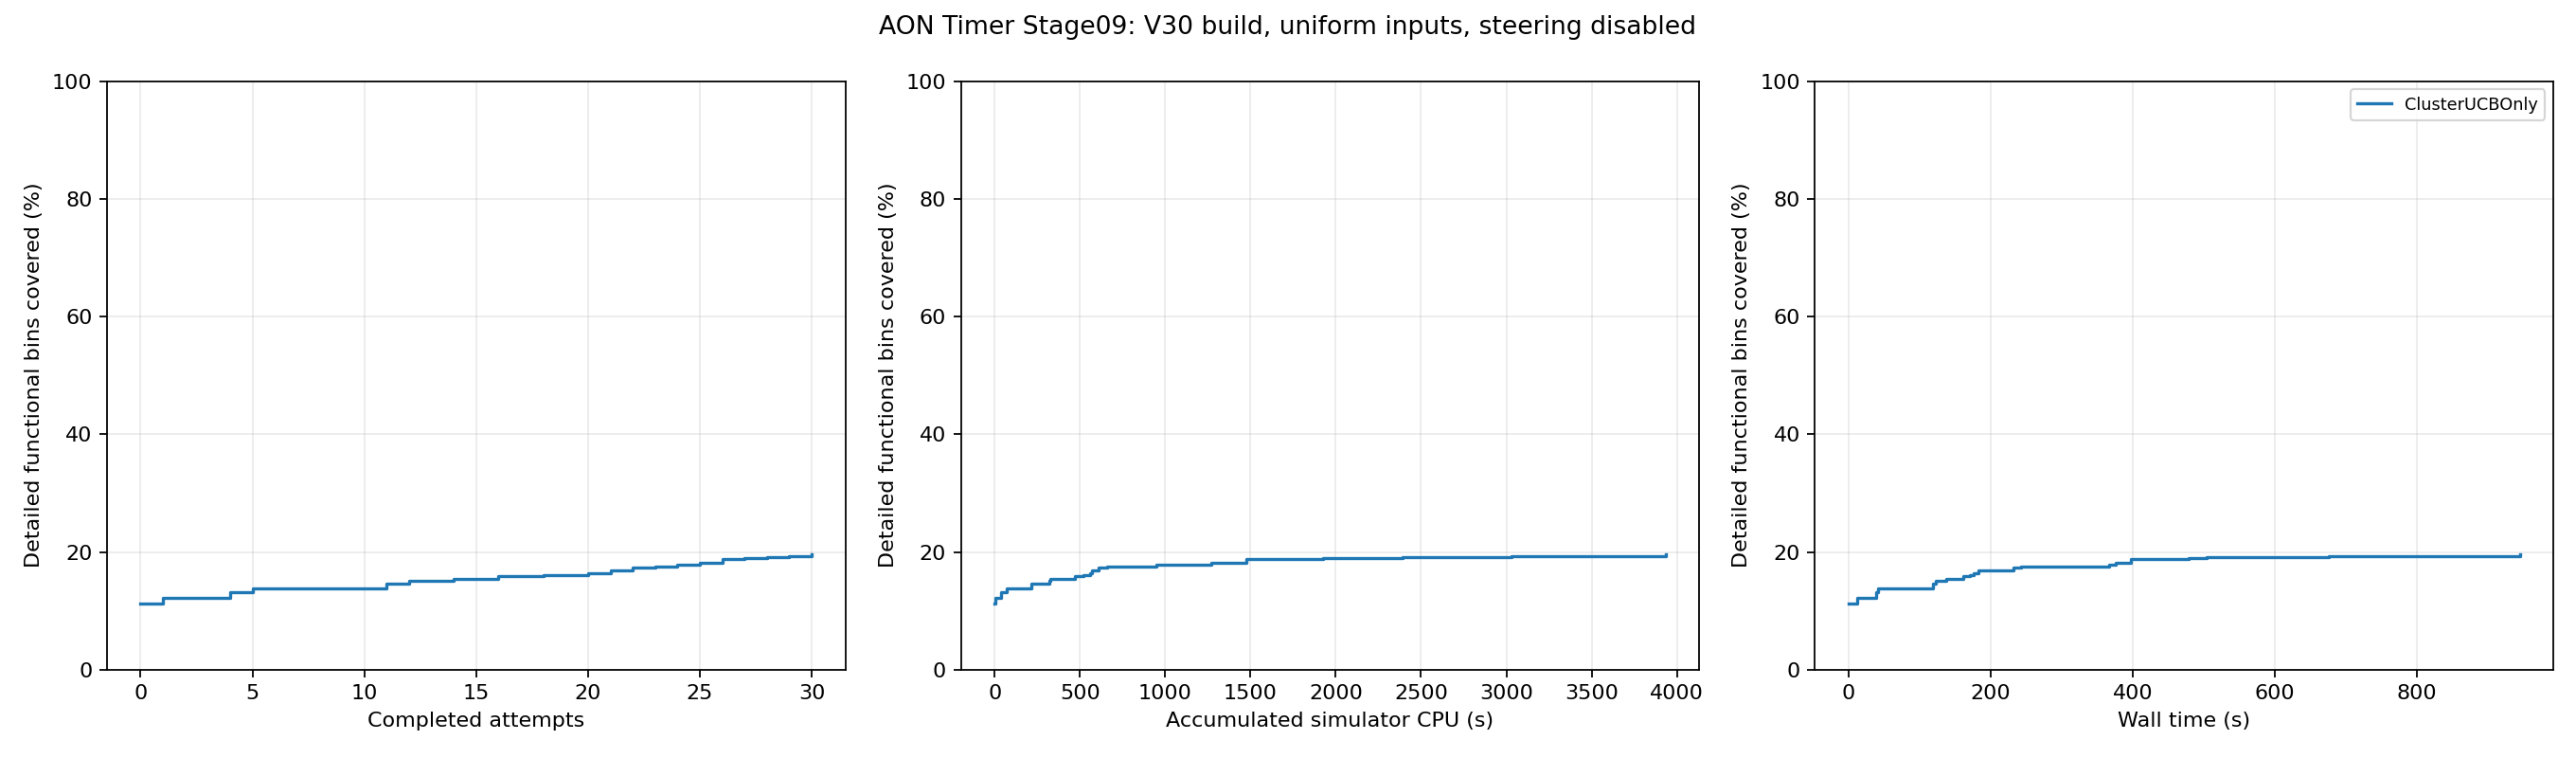 AON Timer Stage09: V30 build, uniform inputs, steering disabled
Detailed functional bins covered (%)
100
80
60
40
20
0
0 5 10 15 20 25 30
Completed attempts
Detailed functional bins covered (%)
100
80
60
40
20
0
0 500 1000 1500 2000 2500 3000 3500 4000
Accumulated simulator CPU (s)
Detailed functional bins covered (%)
100
80
60
40
20
0
ClusterUCBOnly
0 200 400 600 800
Wall time (s)